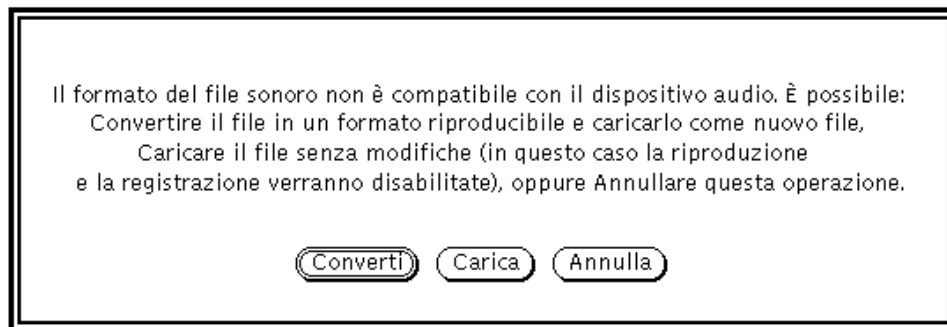 Il formato del file sonoro non è compatibile con il dispositivo audio. È possibile:
Convertire il file in un formato riproducibile e caricarlo come nuovo file,
Caricare il file senza modifiche (in questo caso la riproduzione
e la registrazione verranno disabilitate), oppure Annullare questa operazione.
Converti Carica Annulla